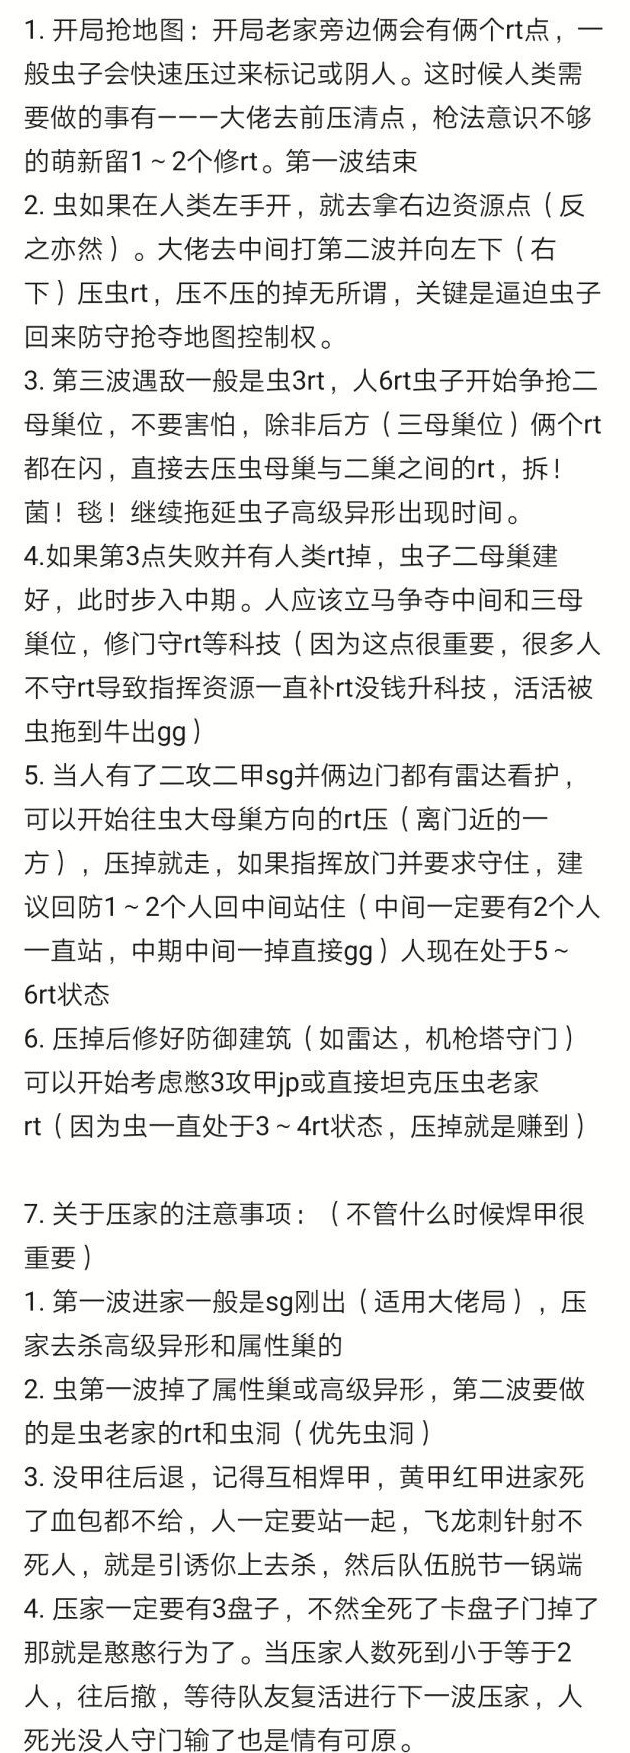 1. 开局抢地图：开局老家旁边俩会有俩个rt点，一
般虫子会快速压过来标记或阴人。这时候人类需
要做的事有———大佬去前压清点，枪法意识不够
的萌新留1～2个修rt。第一波结束
2. 虫如果在人类左手开，就去拿右边资源点（反
之亦然）。大佬去中间打第二波并向左下（右
下）压虫rt，压不压的掉无所谓，关键是逼迫虫子
回来防守抢夺地图控制权。
3. 第三波遇敌一般是虫3rt，人6rt虫子开始争抢二
母巢位，不要害怕，除非后方（三母巢位）俩个rt
都在闪，直接去压虫母巢与二巢之间的rt，拆！
菌！毯！继续拖延虫子高级异形出现时间。
4.如果第3点失败并有人类rt掉，虫子二母巢建
好，此时步入中期。人应该立马争夺中间和三母
巢位，修门守rt等科技（因为这点很重要，很多人
不守rt导致指挥资源一直补rt没钱升科技，活活被
虫拖到牛出gg）
5. 当人有了二攻二甲sg并俩边门都有雷达看护，
可以开始往虫大母巢方向的rt压（离门近的一
方），压掉就走，如果指挥放门并要求守住，建
议回防1～2个人回中间站住（中间一定要有2个人
一直站，中期中间一掉直接gg）人现在处于5～
6rt状态
6. 压掉后修好防御建筑（如雷达，机枪塔守门）
可以开始考虑憋3攻甲jp或直接坦克压虫老家
rt（因为虫一直处于3～4rt状态，压掉就是赚到）
7. 关于压家的注意事项：（不管什么时候焊甲很
重要）
1. 第一波进家一般是sg刚出（适用大佬局），压
家去杀高级异形和属性巢的
2. 虫第一波掉了属性巢或高级异形，第二波要做
的是虫老家的rt和虫洞（优先虫洞）
3. 没甲往后退，记得互相焊甲，黄甲红甲进家死
了血包都不给，人一定要站一起，飞龙刺针射不
死人，就是引诱你上去杀，然后队伍脱节一锅端
4. 压家一定要有3盘子，不然全死了卡盘子门掉了
那就是憨憨行为了。当压家人数死到小于等于2
人，往后撤，等待队友复活进行下一波压家，人
死光没人守门输了也是情有可原。